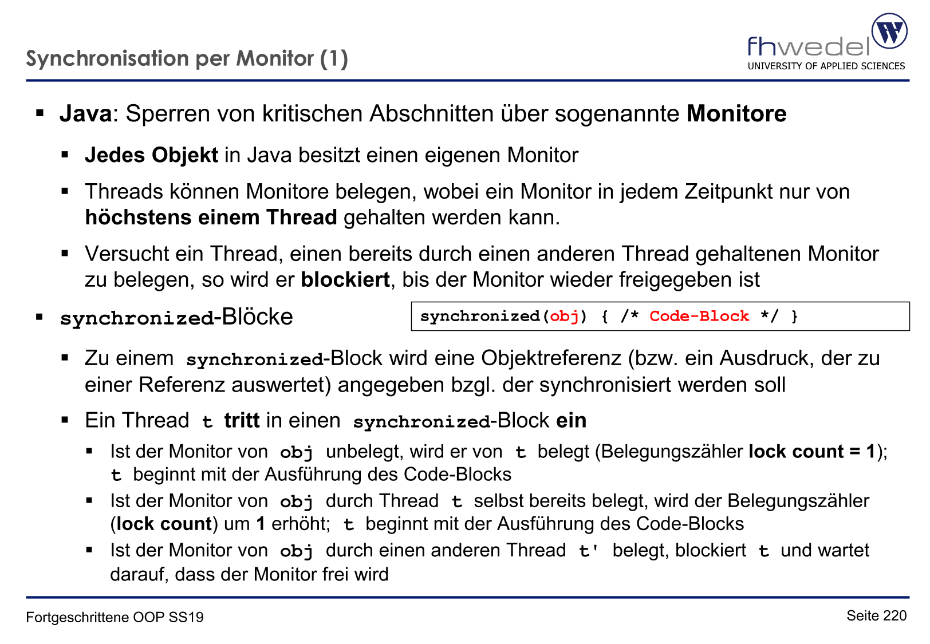 Synchronisation per Monitor (1)
fhwedel
W
UNIVERSITY OF APPLIED SCIENCES
▪ Java: Sperren von kritischen Abschnitten über sogenannte Monitore
▪ Jedes Objekt in Java besitzt einen eigenen Monitor
▪ Threads können Monitore belegen, wobei ein Monitor in jedem Zeitpunkt nur von
höchstens einem Thread gehalten werden kann.
▪ Versucht ein Thread, einen bereits durch einen anderen Thread gehaltenen Monitor
zu belegen, so wird er blockiert, bis der Monitor wieder freigegeben ist
▪ synchronized-Blöcke
synchronized(obj) { /* Code-Block */ }
▪ Zu einem synchronized-Block wird eine Objektreferenz (bzw. ein Ausdruck, der zu
einer Referenz auswertet) angegeben bzgl. der synchronisiert werden soll
▪ Ein Thread t tritt in einen synchronized-Block ein
▪ Ist der Monitor von obj unbelegt, wird er von t belegt (Belegungszähler lock count = 1);
t beginnt mit der Ausführung des Code-Blocks
▪ Ist der Monitor von obj durch Thread t selbst bereits belegt, wird der Belegungszähler
(lock count) um 1 erhöht; t beginnt mit der Ausführung des Code-Blocks
▪ Ist der Monitor von obj durch einen anderen Thread t' belegt, blockiert t und wartet
darauf, dass der Monitor frei wird
Fortgeschrittene OOP SS19
Seite 220